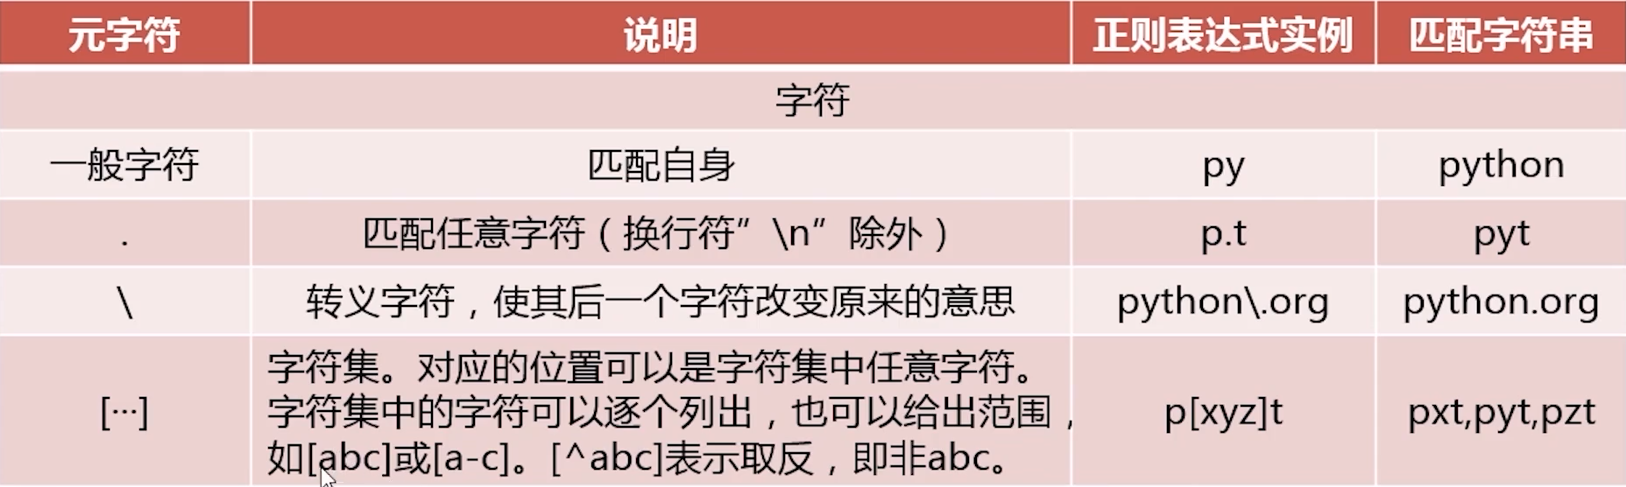 元字符 说明 正则表达式实例 匹配字符串
字符
一般字符 匹配自身 py python
. 匹配任意字符（换行符”\n”除外） p.t pyt
\ 转义字符，使其后一个字符改变原来的意思 python\.org python.org
字符集。对应的位置可以是字符集中任意字符。
[…] 字符集中的字符可以逐个列出，也可以给出范围， p[xyz]t pxt,pyt,pzt
如[abc]或[a-c]。[^abc]表示取反，即非abc。